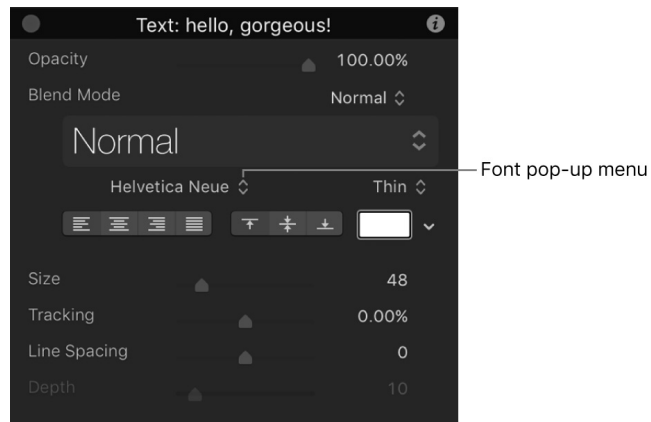 Text: hello, gorgeous!
Opacity 100.00%
Blend Mode Normal
Normal
Helvetica Neue Thin
Font pop-up menu
Size 48
Tracking 0.00%
Line Spacing 0
Depth 10